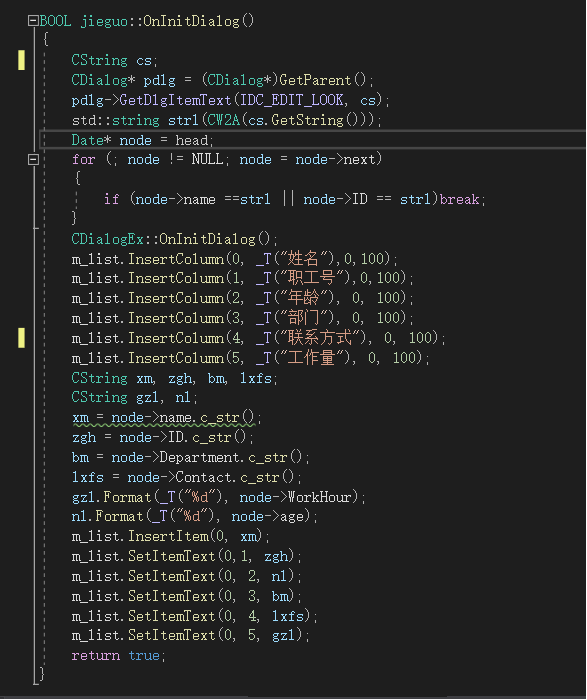 BOOL jieguo::OnInitDialog()
{
CString cs;
CDialog* pdlg = (CDialog*)GetParent();
pdlg->GetDlgItemText(IDC_EDIT_LOOK, cs);
std::string str1(CW2A(cs.GetString()));
Date* node = head;
for (; node != NULL; node = node->next)
{
if (node->name ==str1 || node->ID == str1)break;
}
CDialogEx::OnInitDialog();
m_list.InsertColumn(0, _T("姓名"),0,100);
m_list.InsertColumn(1, _T("职工号"),0,100);
m_list.InsertColumn(2, _T("年龄"), 0, 100);
m_list.InsertColumn(3, _T("部门"), 0, 100);
m_list.InsertColumn(4, _T("联系方式"), 0, 100);
m_list.InsertColumn(5, _T("工作量"), 0, 100);
CString xm, zgh, bm, lxfs;
CString gzl, nl;
xm = node->name.c_str();
zgh = node->ID.c_str();
bm = node->Department.c_str();
lxfs = node->Contact.c_str();
gzl.Format(_T("%d"), node->WorkHour);
nl.Format(_T("%d"), node->age);
m_list.InsertItem(0, xm);
m_list.SetItemText(0,1, zgh);
m_list.SetItemText(0, 2, nl);
m_list.SetItemText(0, 3, bm);
m_list.SetItemText(0, 4, lxfs);
m_list.SetItemText(0, 5, gzl);
return true;
}